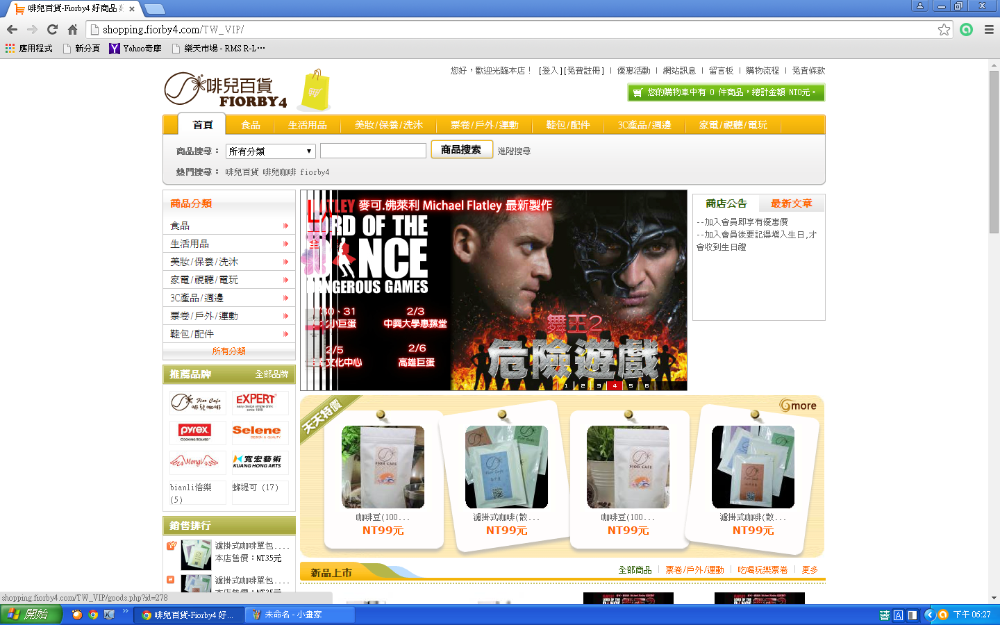 啡兒百貨-Fiorby4 好商品 好
shopping.fiorby4.com/TW_VIP/
應用程式 新分頁 Yahoo奇摩 樂天市場 - RMS R-L…
您好，歡迎光臨本店！ [登入][免費註冊] | 優惠活動 | 網站訊息 | 留言板 | 購物流程 | 免責條款
啡兒百貨
FIORBY4
您的購物車中有 0 件商品，總計金額 NT0元。
首頁 食品 生活用品 美妝/保養/洗沐 票卷/戶外/運動 鞋包/配件 3C產品/週邊 家電/視聽/電玩
商品搜尋： 所有分類 商品搜索 進階搜尋
熱門搜尋： 啡兒百貨 啡兒咖啡 fiorby4
商品分類
食品
生活用品
美妝/保養/洗沐
家電/視聽/電玩
3C產品/週邊
票卷/戶外/運動
鞋包/配件
所有分類
推薦品牌 全部品牌
Fior Cafe 啡兒咖啡
EXPERT
easy design simple drink
since 1989
pyrex
COOKING SOLVED
Selene
DESIGN & QUALITY
Mongi
寬宏藝術
KUANG HONG ARTS
bianli倍樂 (5)
蜂堤可 (17)
銷售排行
濾掛式咖啡單包....
本店售價：NT35元
2
濾掛式咖啡單包....
本店售價：NT35元
FLATLEY 麥可.佛萊利 Michael Flatley 最新製作
LORD OF THE
DANCE
DANGEROUS GAMES
/30、31
北小巨蛋
2/3
中興大學惠蓀堂
2/5
文化中心
2/6
高雄巨蛋
舞王2
危險遊戲
1 2 3 4 5 6
商店公告 最新文章
--加入會員即享有優惠價
--加入會員後要記得填入生日,才
會收到生日禮
天天特價
more
FIOR CAFE
Fior Cafe
FIOR CAFE
Fior Cafe
咖啡豆(100...
NT99元
濾掛式咖啡(散...
NT99元
咖啡豆(100...
NT99元
濾掛式咖啡(散...
NT99元
新品上市
全部商品 | 票卷/戶外/運動 | 吃喝玩樂票卷 | 更多
LORD OF THE
LORD OF THE
shopping.fiorby4.com/TW_VIP/goods.php?id=278
開始 啡兒百貨-Fiorby4 好... 未命名 - 小畫家 A 下午 06:27